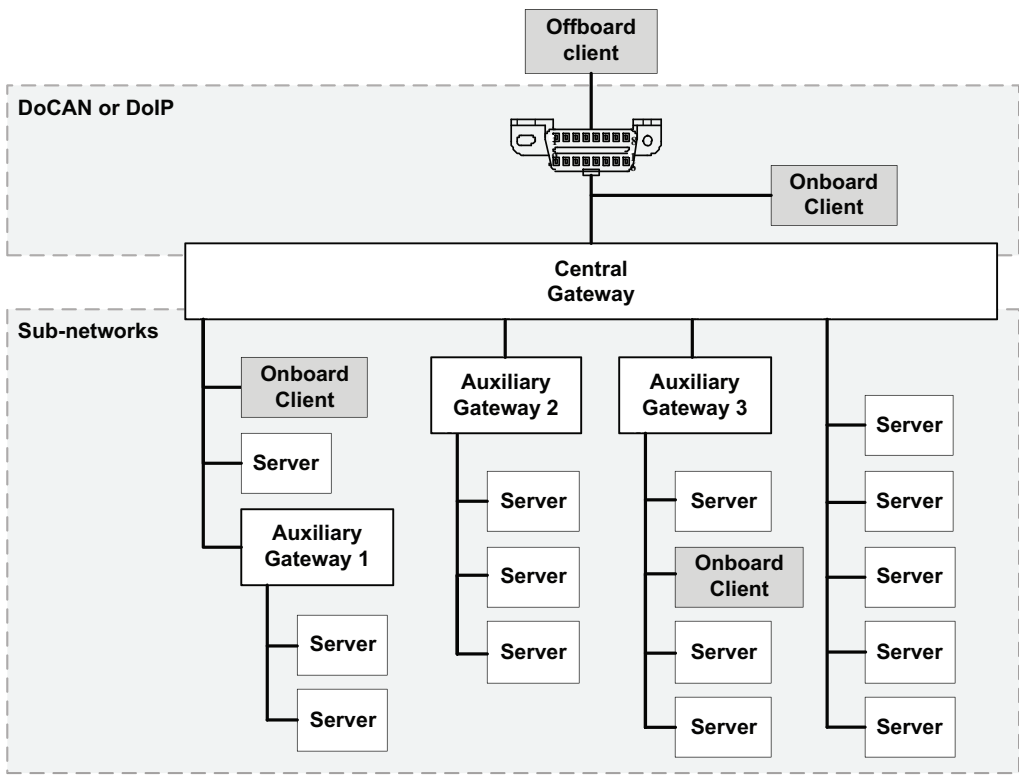 Offboard
client
DoCAN or DoIP
Onboard
Client
Central
Gateway
Sub-networks
Onboard
Client
Server
Auxiliary
Gateway 1
Server
Server
Auxiliary
Gateway 2
Server
Server
Server
Auxiliary
Gateway 3
Server
Onboard
Client
Server
Server
Server
Server
Server
Server
Server